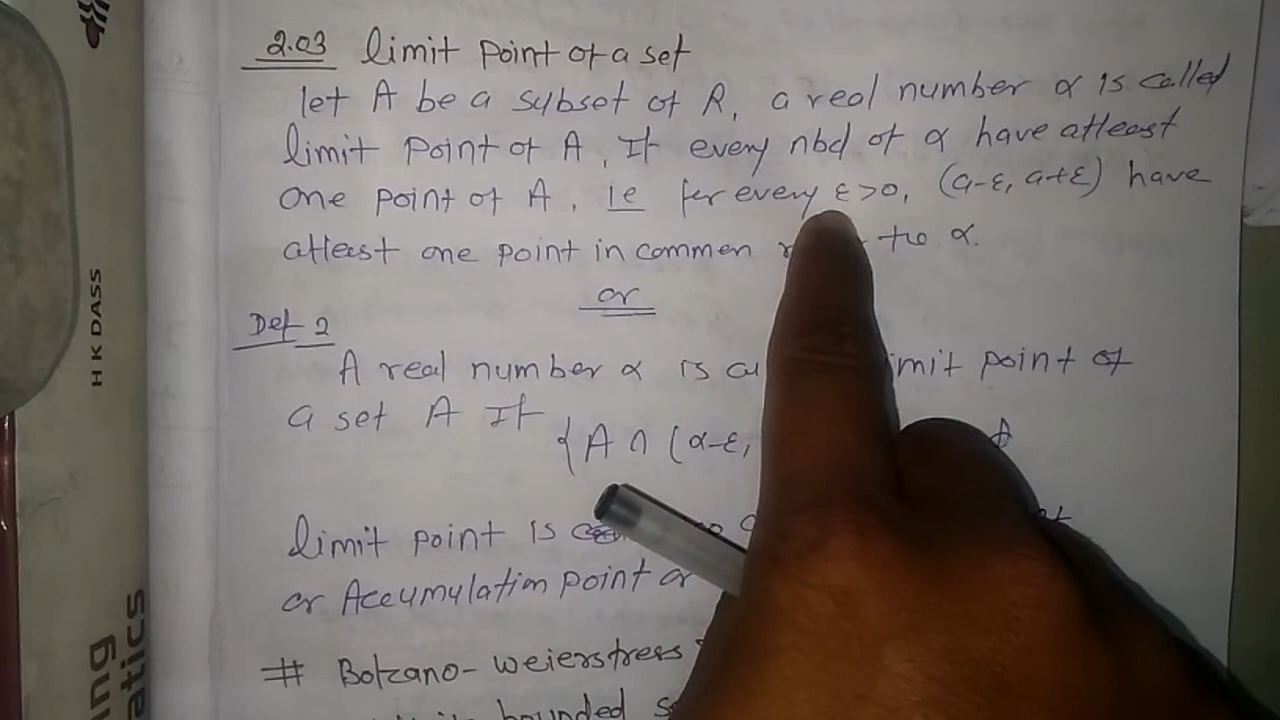 2.03 limit point of a set
let A be a subset of R, a real number α is called
limit point of A, If every nbd of α have atleast
one point of A. ie for every ε>0, (a-ε, a+ε) have
atleast one point in common to α.
or
Def 2
A real number α is limit point of
a set A If
{A ∩ (α-ε,
limit point is
or Accumulation point or
# Bolzano-weierstress
bounded
H K DASS